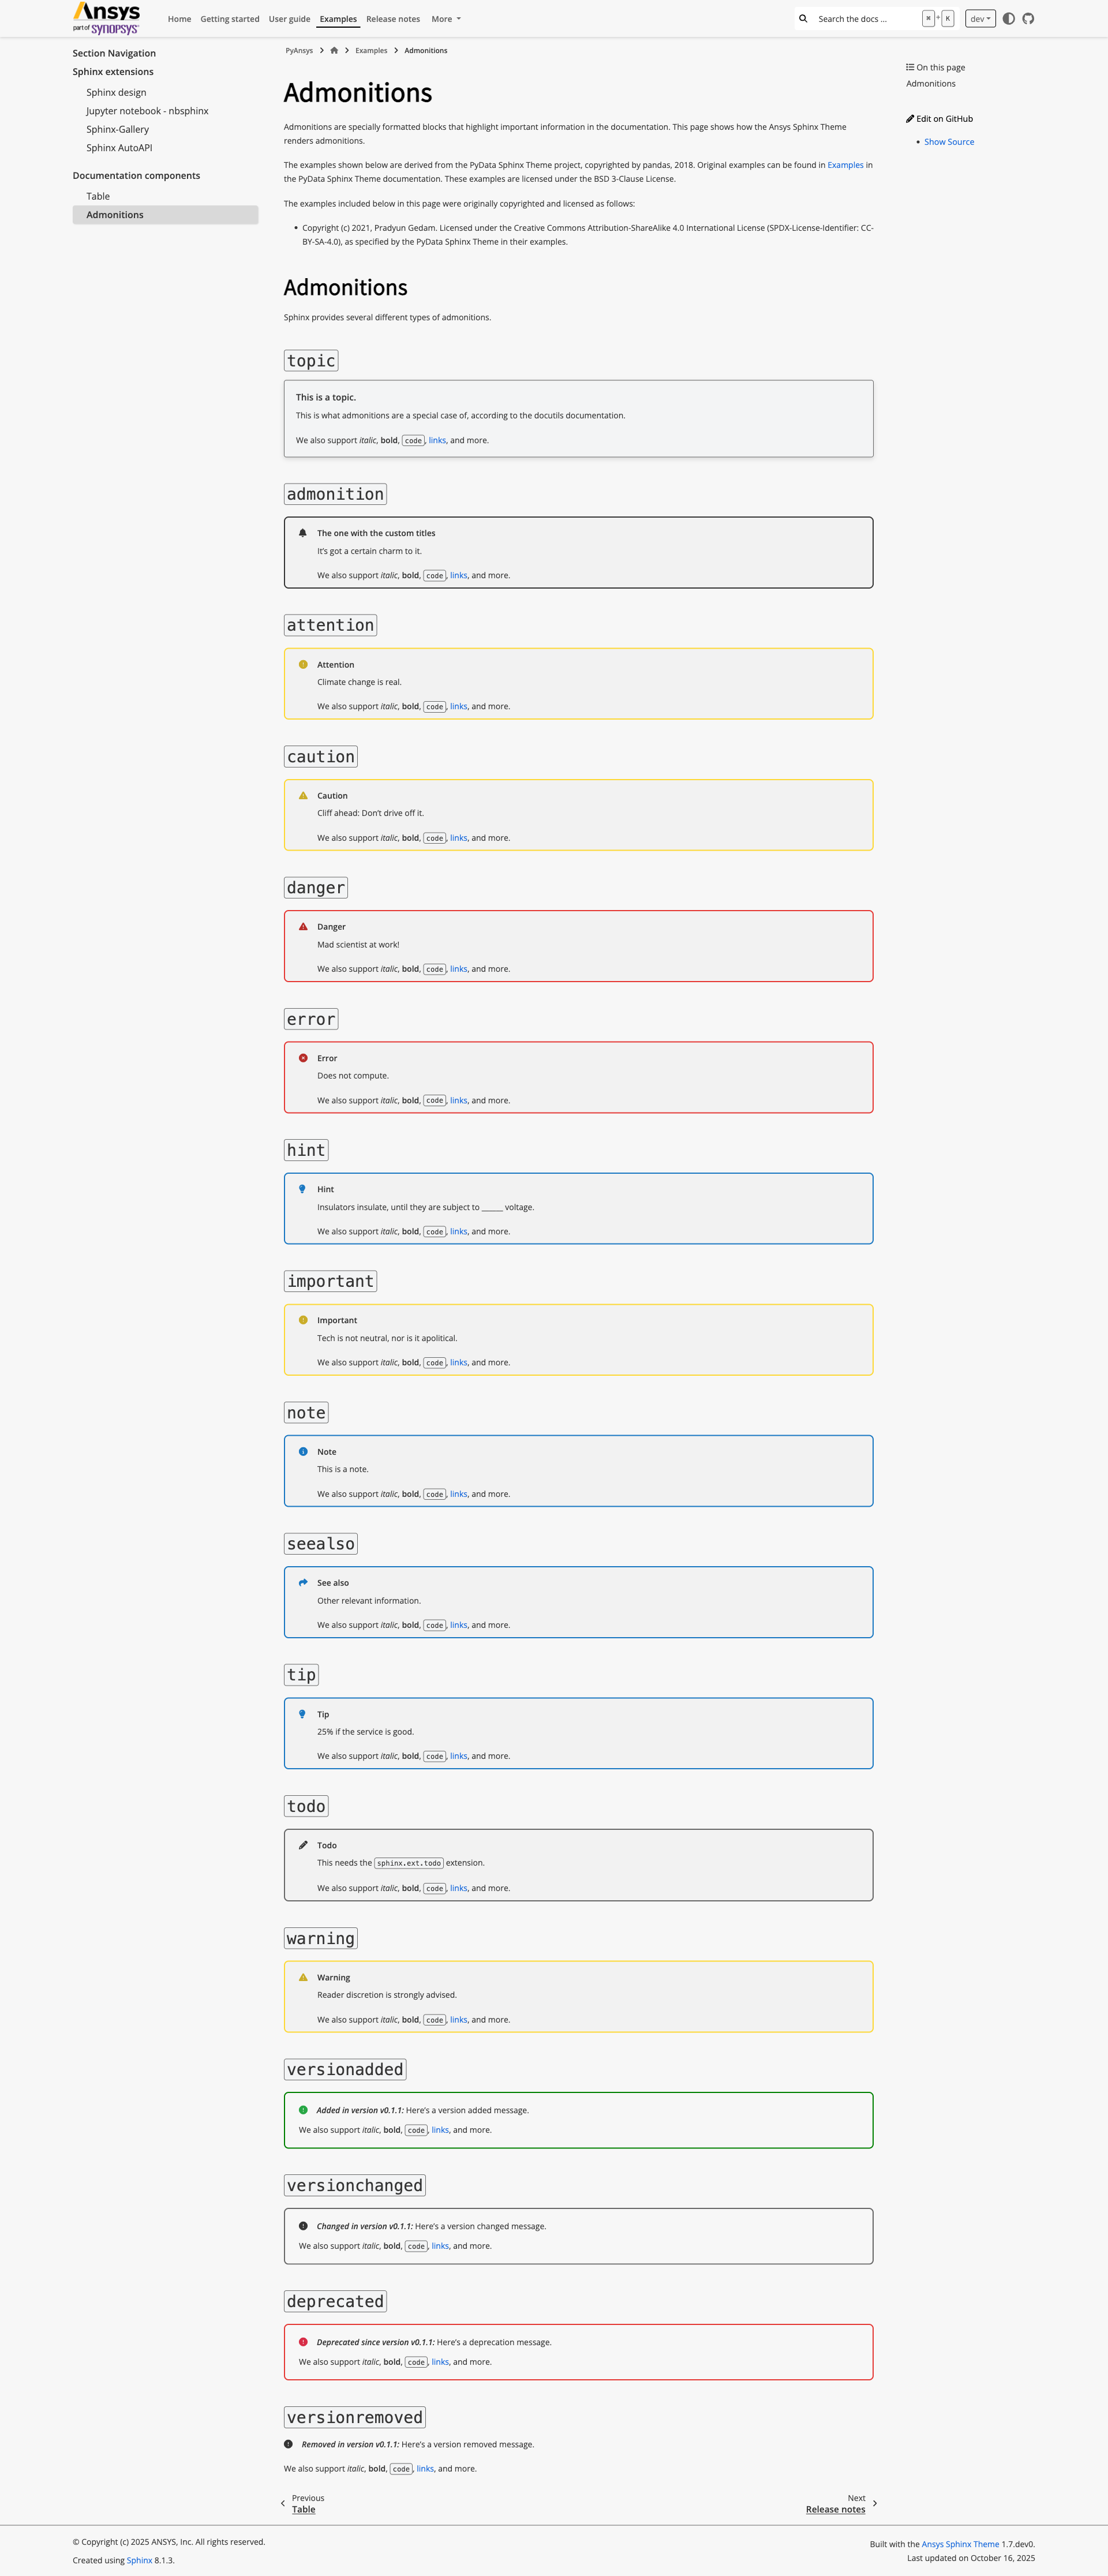 Ansys
part of SYNOPSYS
Home Getting started User guide Examples Release notes More
Search the docs ... ⌘ + K
dev
Section Navigation
Sphinx extensions
Sphinx design
Jupyter notebook - nbsphinx
Sphinx-Gallery
Sphinx AutoAPI
Documentation components
Table
Admonitions
PyAnsys > Examples > Admonitions
Admonitions
Admonitions are specially formatted blocks that highlight important information in the documentation. This page shows how the Ansys Sphinx Theme
renders admonitions.
The examples shown below are derived from the PyData Sphinx Theme project, copyrighted by pandas, 2018. Original examples can be found in Examples in
the PyData Sphinx Theme documentation. These examples are licensed under the BSD 3-Clause License.
The examples included below in this page were originally copyrighted and licensed as follows:
• Copyright (c) 2021, Pradyun Gedam. Licensed under the Creative Commons Attribution-ShareAlike 4.0 International License (SPDX-License-Identifier: CC-
BY-SA-4.0), as specified by the PyData Sphinx Theme in their examples.
Admonitions
Sphinx provides several different types of admonitions.
topic
This is a topic.
This is what admonitions are a special case of, according to the docutils documentation.
We also support italic, bold, code, links, and more.
admonition
The one with the custom titles
It's got a certain charm to it.
We also support italic, bold, code, links, and more.
attention
Attention
Climate change is real.
We also support italic, bold, code, links, and more.
caution
Caution
Cliff ahead: Don't drive off it.
We also support italic, bold, code, links, and more.
danger
Danger
Mad scientist at work!
We also support italic, bold, code, links, and more.
error
Error
Does not compute.
We also support italic, bold, code, links, and more.
hint
Hint
Insulators insulate, until they are subject to ______ voltage.
We also support italic, bold, code, links, and more.
important
Important
Tech is not neutral, nor is it apolitical.
We also support italic, bold, code, links, and more.
note
Note
This is a note.
We also support italic, bold, code, links, and more.
seealso
See also
Other relevant information.
We also support italic, bold, code, links, and more.
tip
Tip
25% if the service is good.
We also support italic, bold, code, links, and more.
todo
Todo
This needs the sphinx.ext.todo extension.
We also support italic, bold, code, links, and more.
warning
Warning
Reader discretion is strongly advised.
We also support italic, bold, code, links, and more.
versionadded
Added in version v0.1.1: Here's a version added message.
We also support italic, bold, code, links, and more.
versionchanged
Changed in version v0.1.1: Here's a version changed message.
We also support italic, bold, code, links, and more.
deprecated
Deprecated since version v0.1.1: Here's a deprecation message.
We also support italic, bold, code, links, and more.
versionremoved
Removed in version v0.1.1: Here's a version removed message.
We also support italic, bold, code, links, and more.
Previous
Table
Next
Release notes
On this page
Admonitions
Edit on GitHub
• Show Source
© Copyright (c) 2025 ANSYS, Inc. All rights reserved.
Created using Sphinx 8.1.3.
Built with the Ansys Sphinx Theme 1.7.dev0.
Last updated on October 16, 2025